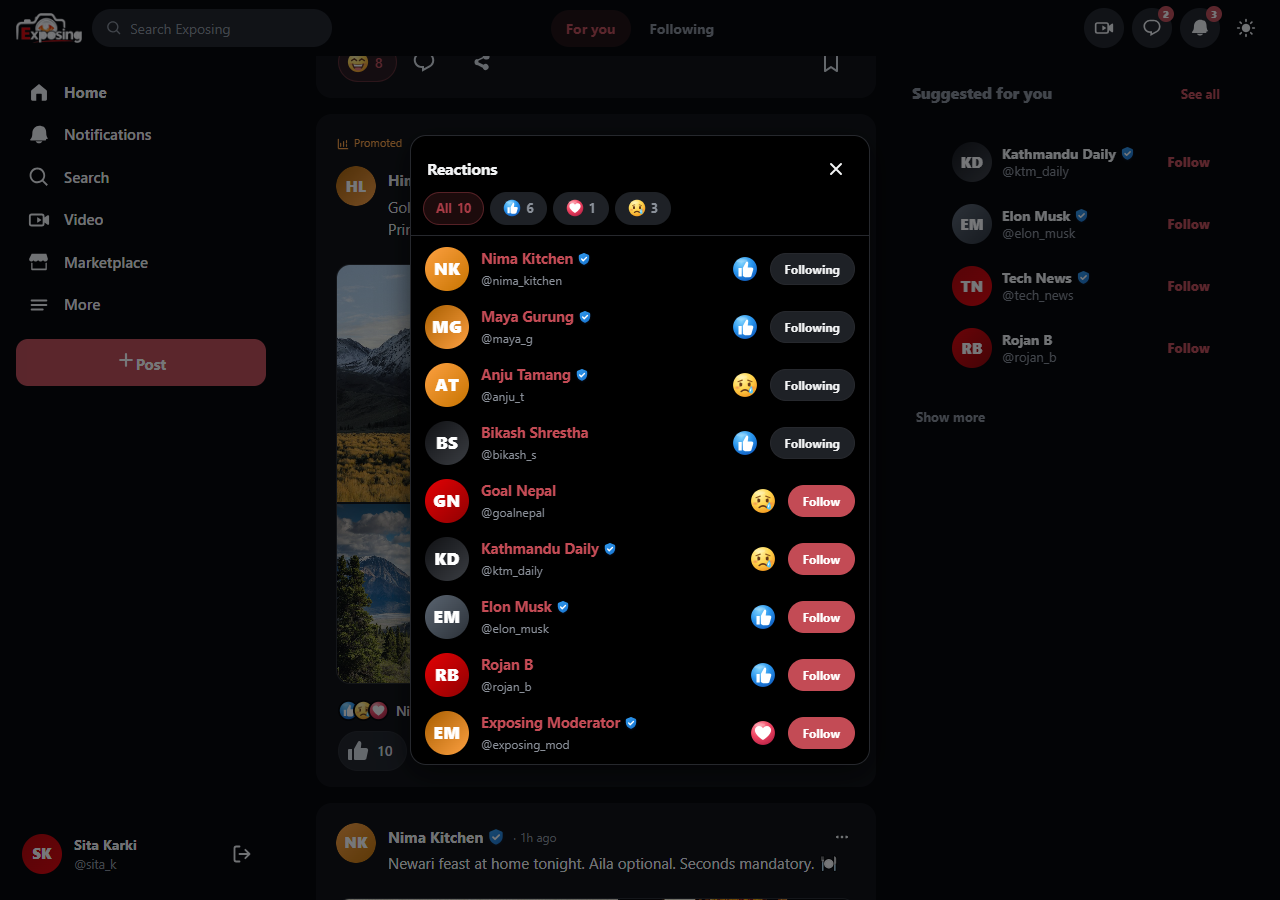 Exposing
Search Exposing
For you
Following
2
3
Home
Notifications
Search
Video
Marketplace
More
Post
8
Promoted
HL
Reactions
All 10
6
1
3
NK
Nima Kitchen
@nima_kitchen
Following
MG
Maya Gurung
@maya_g
Following
AT
Anju Tamang
@anju_t
Following
BS
Bikash Shrestha
@bikash_s
Following
GN
Goal Nepal
@goalnepal
Follow
KD
Kathmandu Daily
@ktm_daily
Follow
EM
Elon Musk
@elon_musk
Follow
RB
Rojan B
@rojan_b
Follow
EM
Exposing Moderator
@exposing_mod
Follow
10
NK
Nima Kitchen · 1h ago
Newari feast at home tonight. Aila optional. Seconds mandatory. 🍽
Suggested for you
See all
KD
Kathmandu Daily
@ktm_daily
Follow
EM
Elon Musk
@elon_musk
Follow
TN
Tech News
@tech_news
Follow
RB
Rojan B
@rojan_b
Follow
Show more
SK
Sita Karki
@sita_k